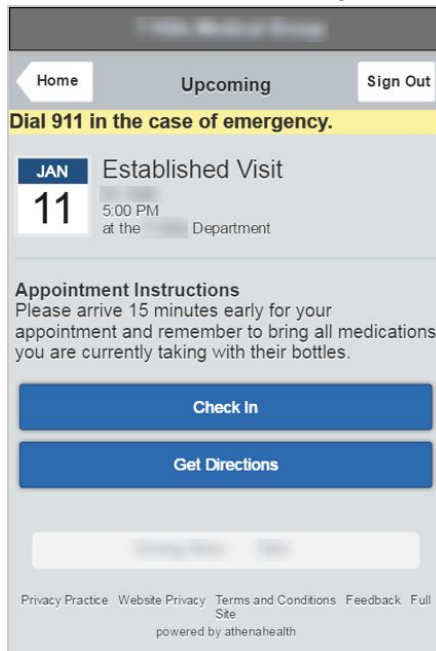 Home
Upcoming
Sign Out
Dial 911 in the case of emergency.
JAN
11
Established Visit
5:00 PM
at the Department
Appointment Instructions
Please arrive 15 minutes early for your
appointment and remember to bring all medications
you are currently taking with their bottles.
Check In
Get Directions
Privacy Practice Website Privacy Terms and Conditions Feedback Full
Site
powered by athenahealth